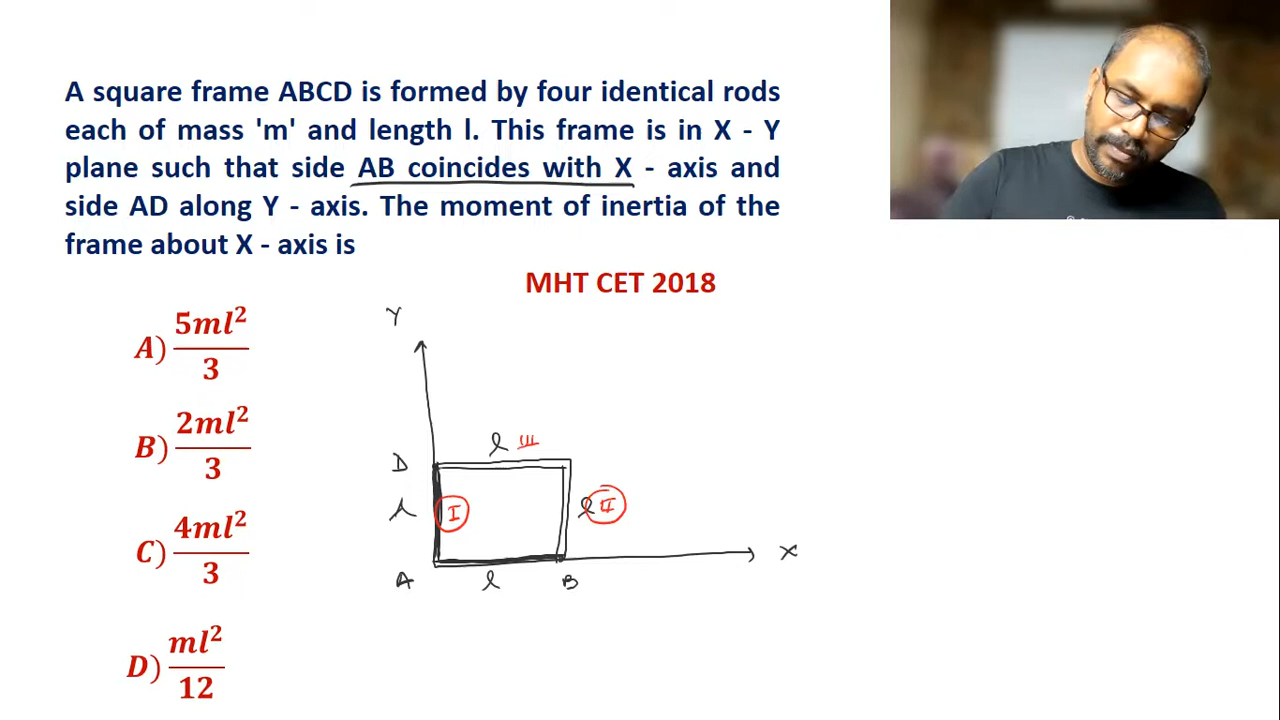 A square frame ABCD is formed by four identical rods
each of mass 'm' and length l. This frame is in X - Y
plane such that side AB coincides with X - axis and
side AD along Y - axis. The moment of inertia of the
frame about X - axis is
MHT CET 2018
A) 5ml²/3
B) 2ml²/3
C) 4ml²/3
D) ml²/12
Y
l III
D
l I
l II
X
A l B